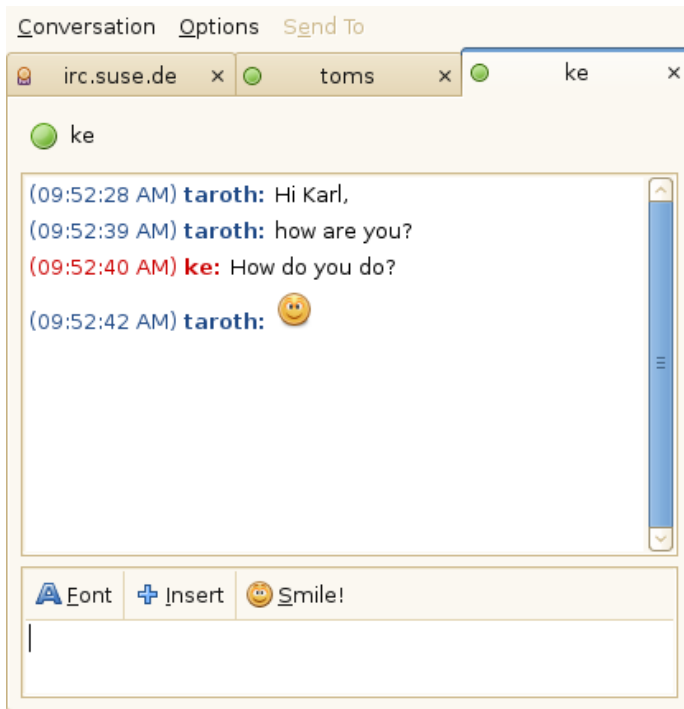 Conversation Options Send To
irc.suse.de × toms × ke ×
ke
(09:52:28 AM) taroth: Hi Karl,
(09:52:39 AM) taroth: how are you?
(09:52:40 AM) ke: How do you do?
(09:52:42 AM) taroth:
Font Insert Smile!